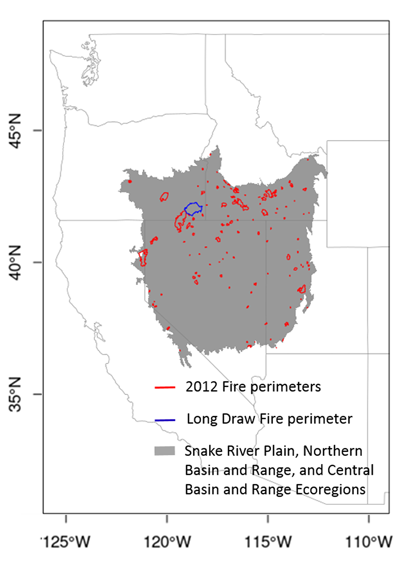 45°N
40°N
35°N
2012 Fire perimeters
Long Draw Fire perimeter
Snake River Plain, Northern
Basin and Range, and Central
Basin and Range Ecoregions
125°W 120°W 115°W 110°W